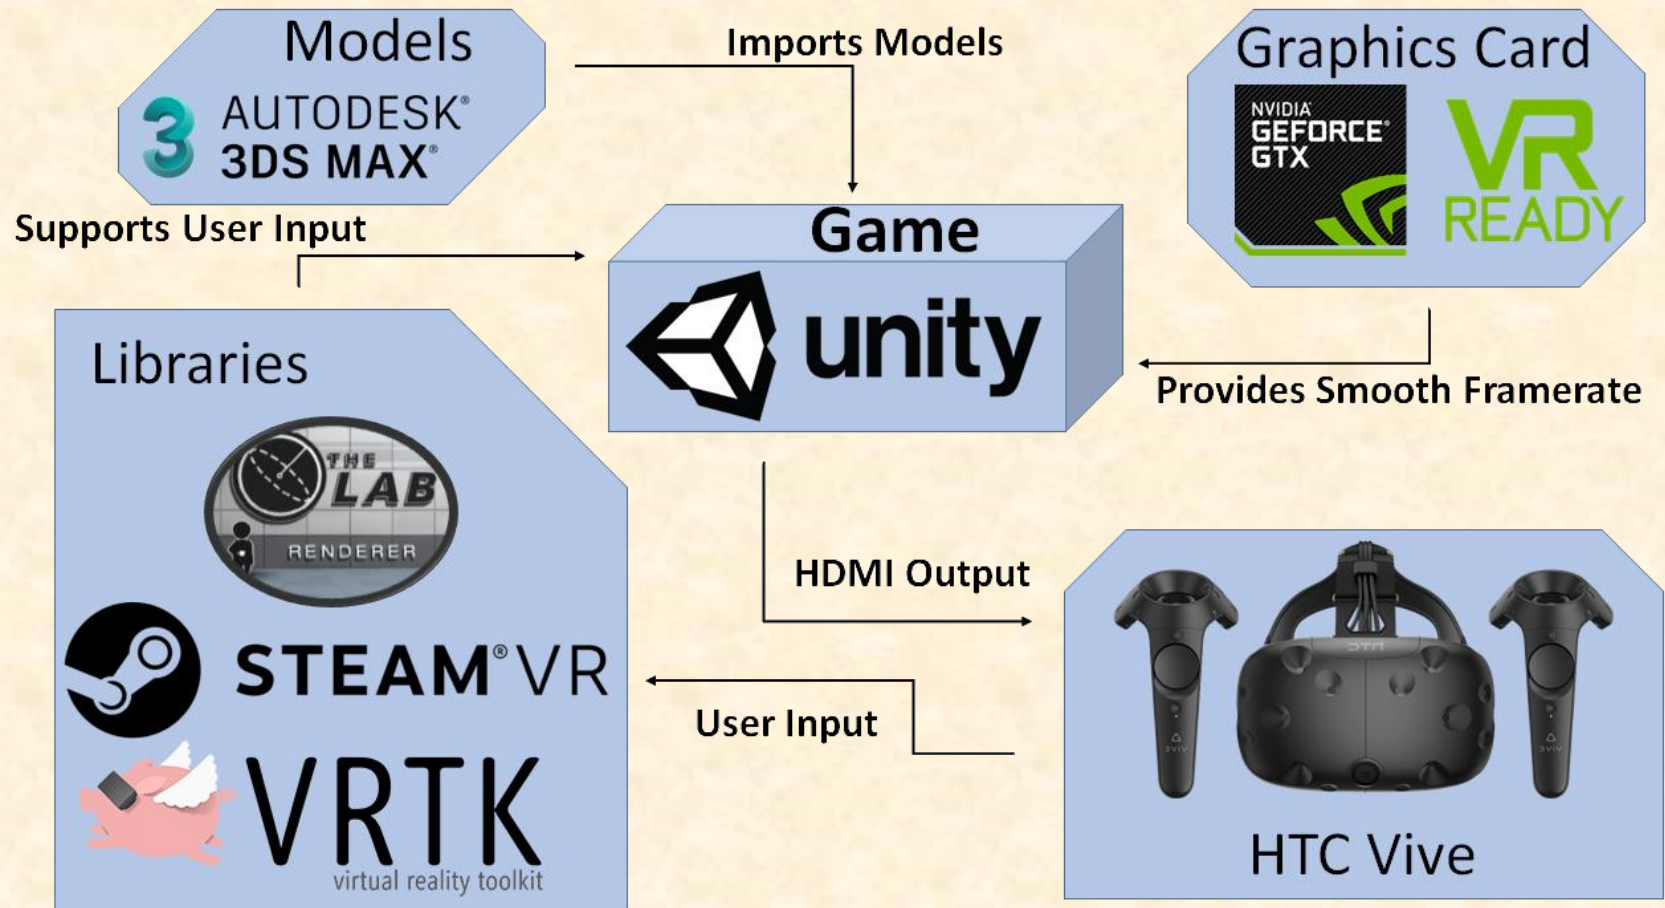 Models
3 AUTODESK®
3DS MAX®
Imports Models
Graphics Card
NVIDIA
GEFORCE®
GTX
VR
READY
Supports User Input
Game
unity
Provides Smooth Framerate
Libraries
THE
LAB
RENDERER
STEAM®VR
VRTK
virtual reality toolkit
HDMI Output
User Input
HTC Vive